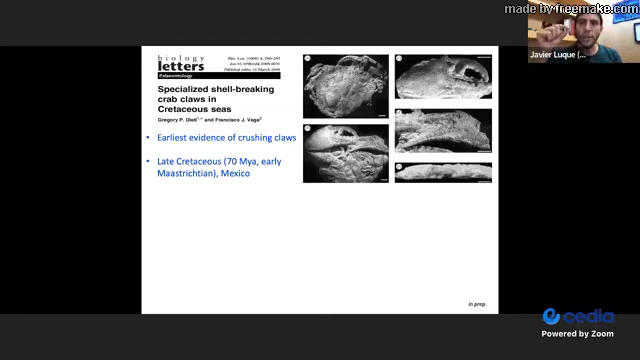 made by freemake.com
Javier Luque (...
biology
letters
Palaeontology
Specialized shell-breaking
crab claws in
Cretaceous seas
Gregory P. Dietl and Francisco J. Vega
• Earliest evidence of crushing claws
• Late Cretaceous (70 Mya, early
Maastrichtian), Mexico
in prep.
cedia
Powered by Zoom